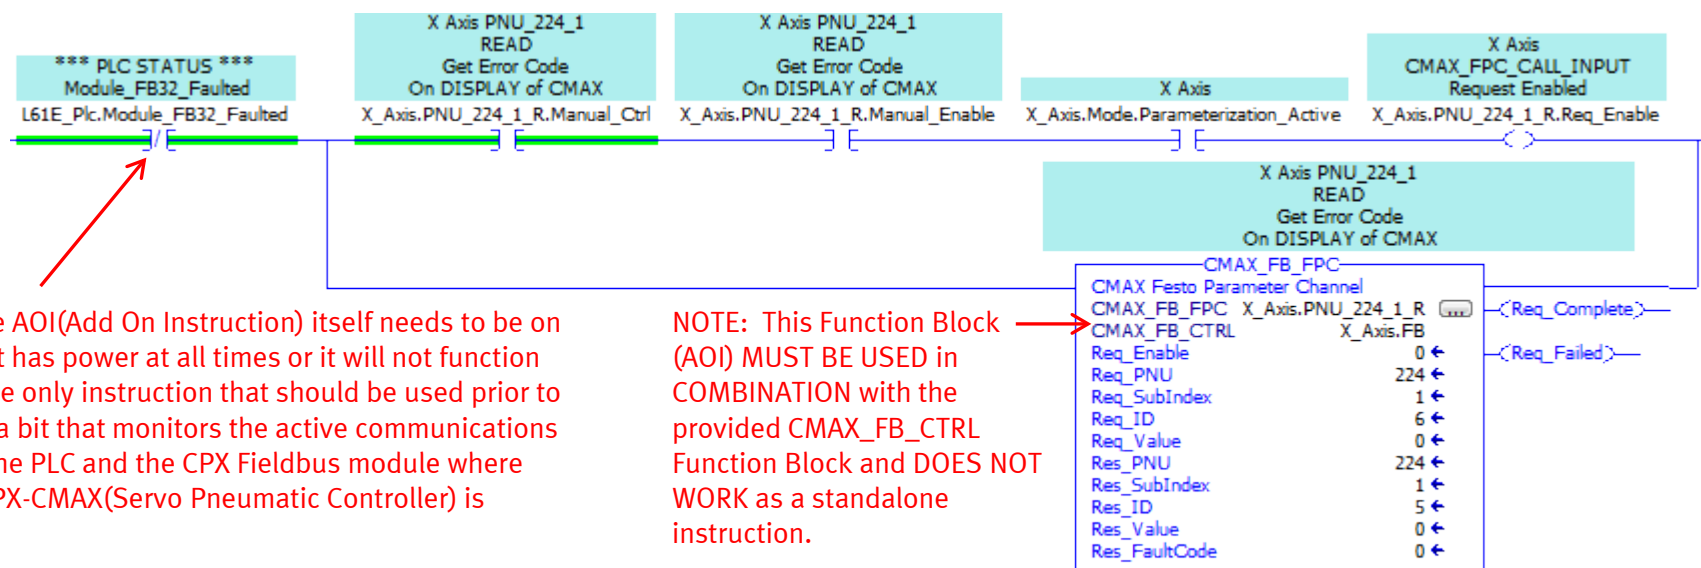 X Axis PNU_224_1
READ
Get Error Code
On DISPLAY of CMAX
X Axis PNU_224_1
READ
Get Error Code
On DISPLAY of CMAX
*** PLC STATUS ***
Module_FB32_Faulted
X Axis
X Axis
CMAX_FPC_CALL_INPUT
Request Enabled
L61E_Plc.Module_FB32_Faulted
X_Axis.PNU_224_1_R.Manual_Ctrl
X_Axis.PNU_224_1_R.Manual_Enable
X_Axis.Mode.Parameterization_Active
X_Axis.PNU_224_1_R.Req_Enable
X Axis PNU_224_1
READ
Get Error Code
On DISPLAY of CMAX
e AOI(Add On Instruction) itself needs to be on
t has power at all times or it will not function
e only instruction that should be used prior to
a bit that monitors the active communications
he PLC and the CPX Fieldbus module where
PX-CMAX(Servo Pneumatic Controller) is
NOTE: This Function Block
(AOI) MUST BE USED in
COMBINATION with the
provided CMAX_FB_CTRL
Function Block and DOES NOT
WORK as a standalone
instruction.
CMAX_FB_FPC
CMAX Festo Parameter Channel
CMAX_FB_FPC X_Axis.PNU_224_1_R ...
CMAX_FB_CTRL X_Axis.FB
Req_Enable 0
Req_PNU 224
Req_SubIndex 1
Req_ID 6
Req_Value 0
Res_PNU 224
Res_SubIndex 1
Res_ID 5
Res_Value 0
Res_FaultCode 0
Req_Complete
Req_Failed